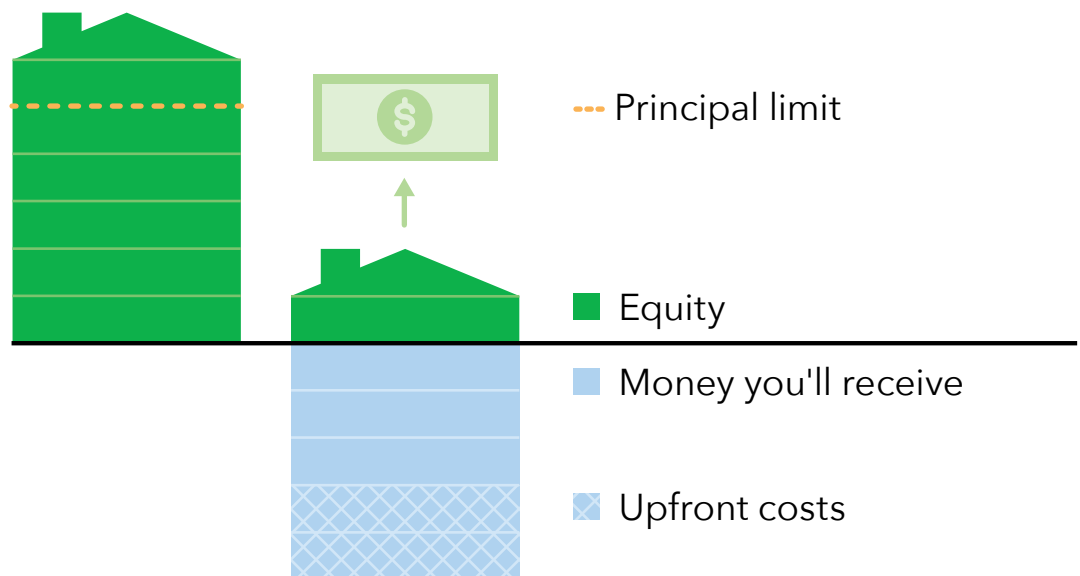 $
Principal limit
Equity
Money you'll receive
Upfront costs